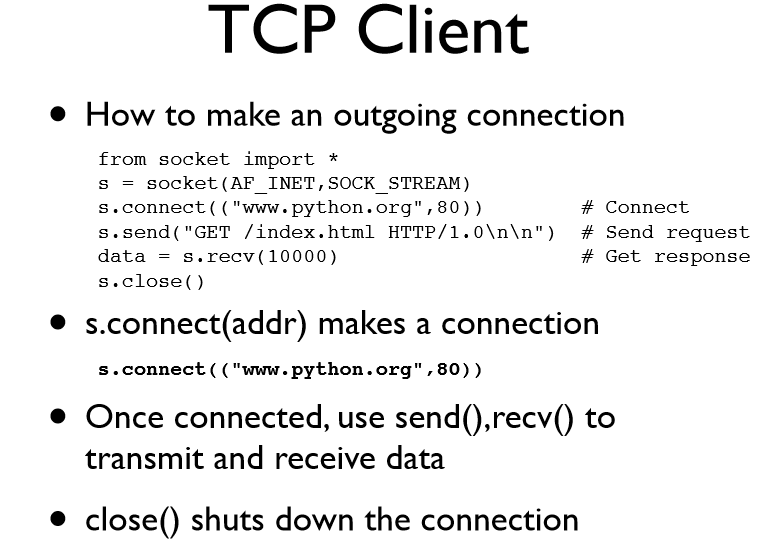 TCP Client
• How to make an outgoing connection
from socket import *
s = socket(AF_INET,SOCK_STREAM)
s.connect(("www.python.org",80)) # Connect
s.send("GET /index.html HTTP/1.0\n\n") # Send request
data = s.recv(10000) # Get response
s.close()
• s.connect(addr) makes a connection
s.connect(("www.python.org",80))
• Once connected, use send(),recv() to
transmit and receive data
• close() shuts down the connection